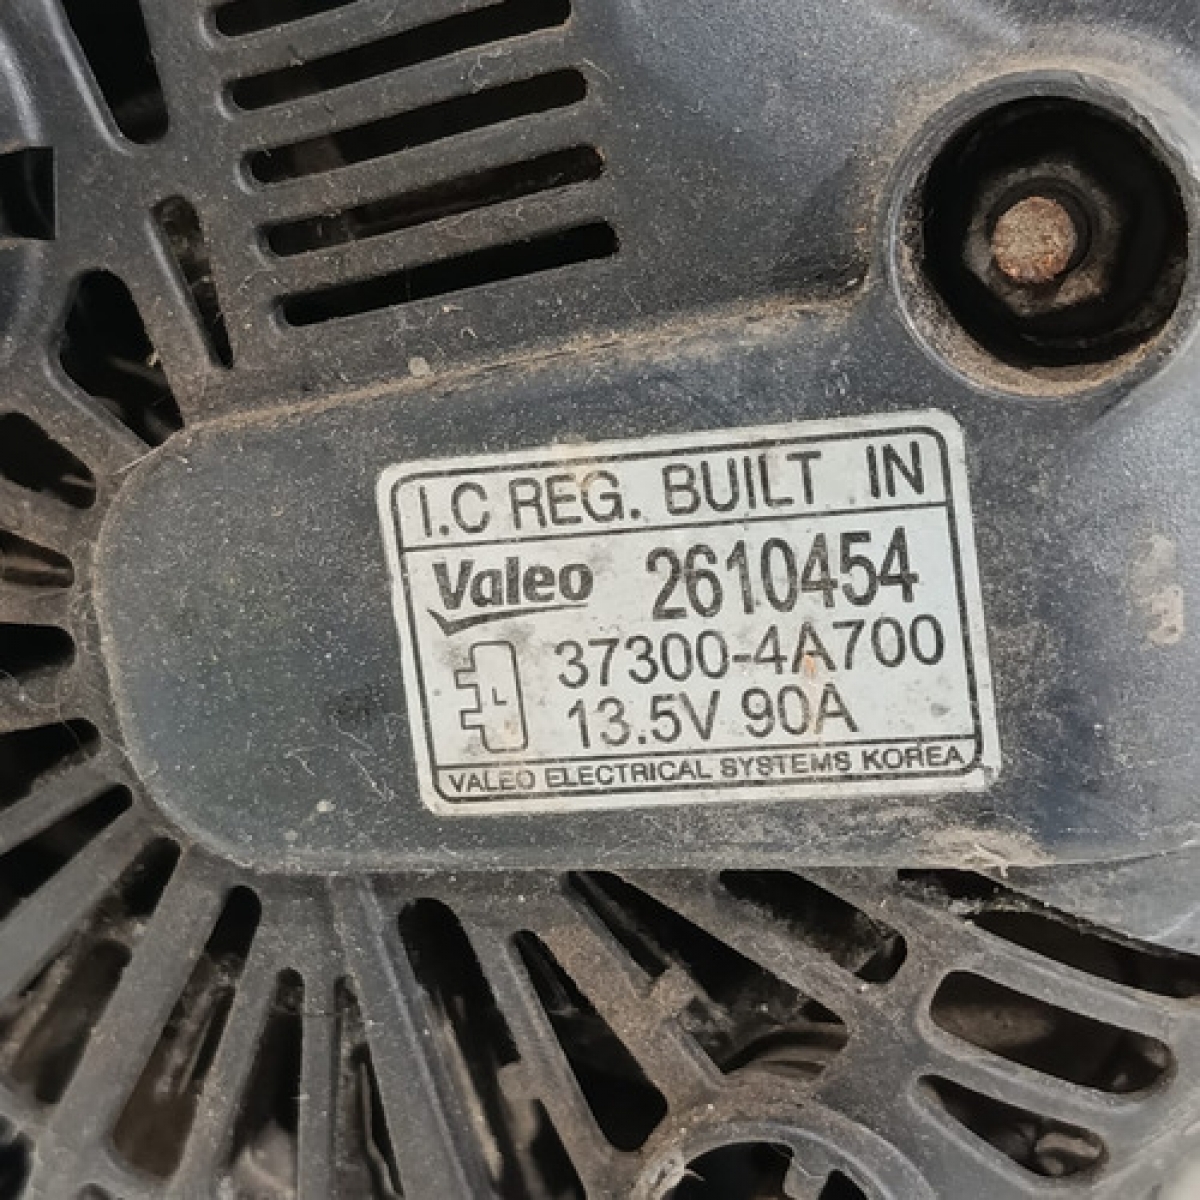 I.C REG. BUILT IN
Valeo 2610454
37300-4A700
13.5V 90A
VALEO ELECTRICAL SYSTEMS KOREA